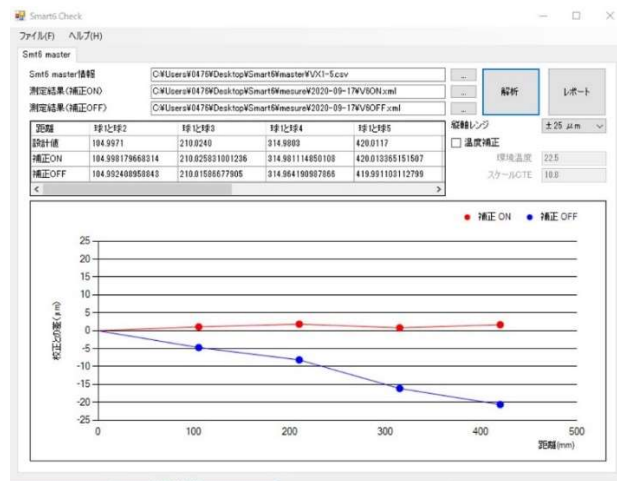 Smart6 Check
ファイル(F) ヘルプ(H)
Smt6 master
Smt6 master情報 C:¥Users¥0476¥Desktop¥Smart6¥master¥VX1-5.csv ...
測定結果(補正ON) C:¥Users¥0476¥Desktop¥Smart6¥mesure¥2020-09-17¥V6ON.xml ...
測定結果(補正OFF) C:¥Users¥0476¥Desktop¥Smart6¥mesure¥2020-09-17¥V6OFF.xml ...
解析 レポート
距離 球1と球2 球1と球3 球1と球4 球1と球5
設計値 104.9971 210.0240 314.9803 420.0117
補正ON 104.998179668314 210.025831001236 314.981114850108 420.013365151507
補正OFF 104.992408958043 210.01586677905 314.964190987866 419.991103112799
縦軸レンジ ±25 μm
温度補正
環境温度 22.5
スケールCTE 10.8
補正 ON 補正 OFF
校正との差(μm)
25
20
15
10
5
0
-5
-10
-15
-20
-25
0 100 200 300 400 500
距離(mm)